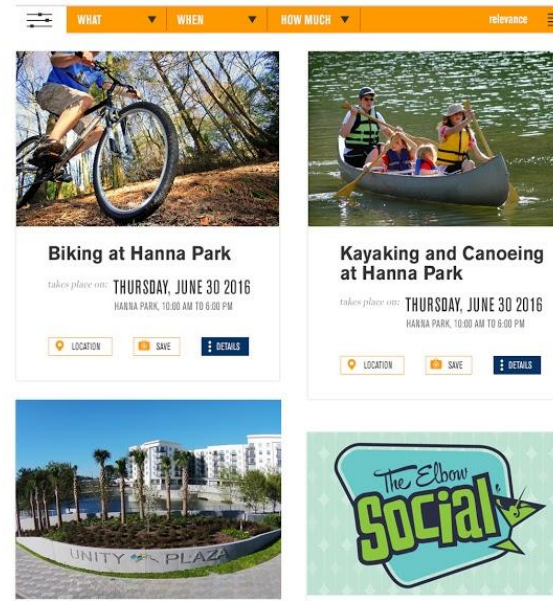 WHAT
WHEN
HOW MUCH
relevance
Biking at Hanna Park
takes place on: THURSDAY, JUNE 30 2016
HANNA PARK, 10:00 AM TO 6:00 PM
LOCATION
SAVE
DETAILS
Kayaking and Canoeing
at Hanna Park
takes place on: THURSDAY, JUNE 30 2016
HANNA PARK, 10:00 AM TO 6:00 PM
LOCATION
SAVE
DETAILS
UNITY PLAZA
The Elbow
Social